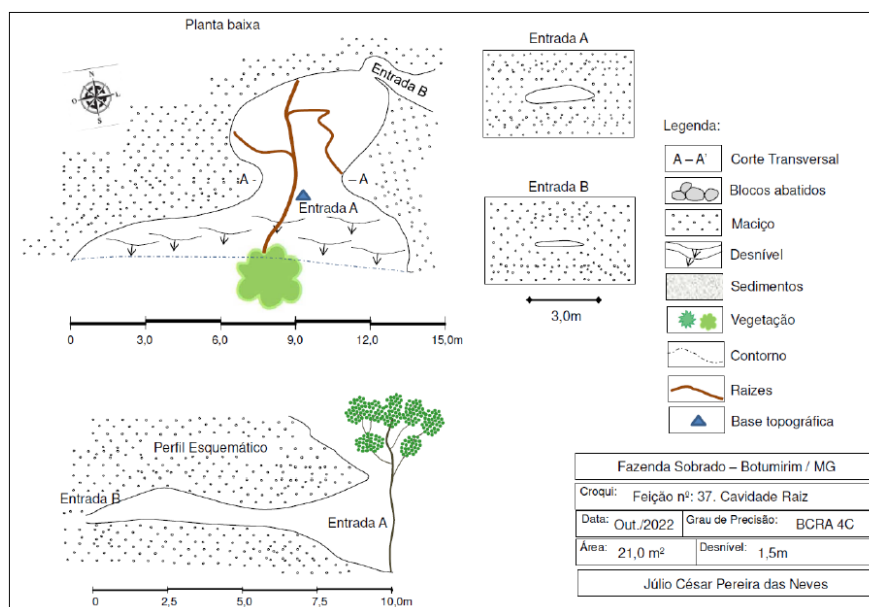 Planta baixa
N
O
L
S
Entrada B
A -
- A
Entrada A
0 3,0 6,0 9,0 12,0 15,0m
Entrada A
Entrada B
3,0m
Legenda:
A – A' Corte Transversal
Blocos abatidos
Maciço
Desnível
Sedimentos
Vegetação
Contorno
Raizes
Base topográfica
Perfil Esquemático
Entrada B
Entrada A
0 2,5 5,0 7,5 10,0m
Fazenda Sobrado – Botumirim / MG
Croqui: Feição nº: 37. Cavidade Raiz
Data: Out./2022 Grau de Precisão: BCRA 4C
Área: 21,0 m² Desnível: 1,5m
Júlio César Pereira das Neves